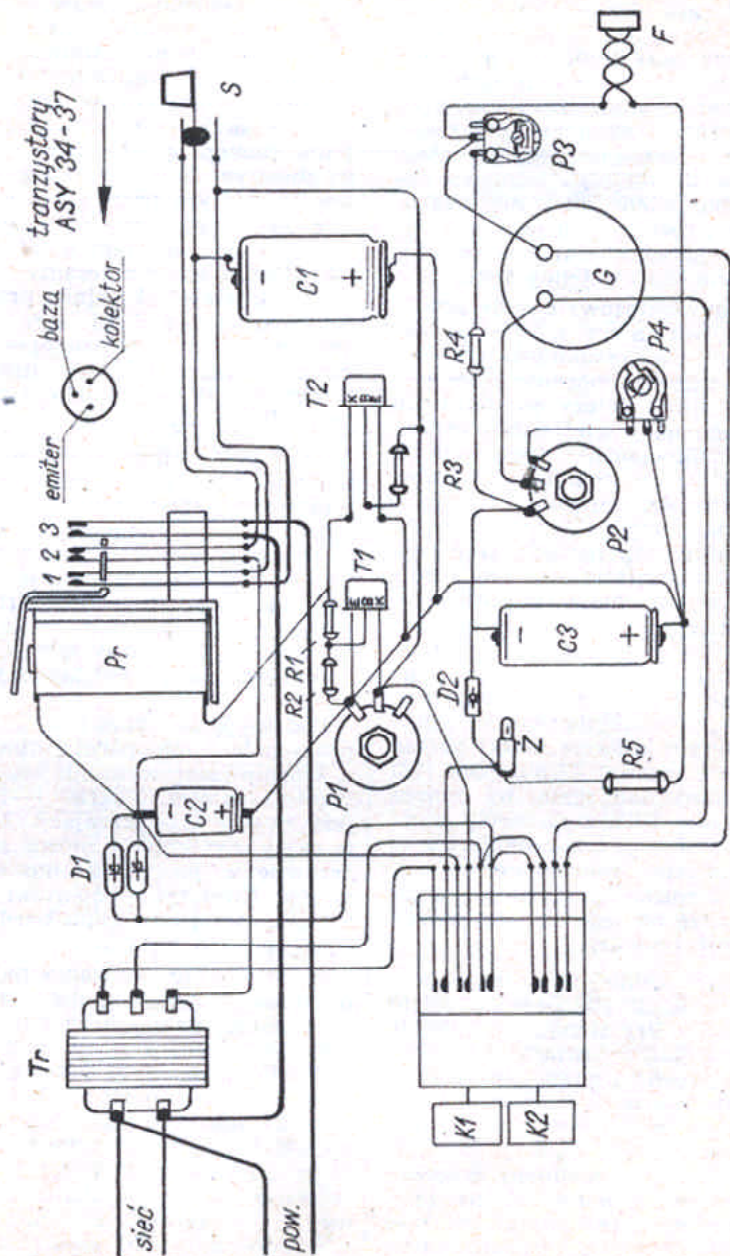 tranzystory
ASY 34-37
baza
kolektor
emiter
1 2 3
S
Pr
- C1 +
T2
T1
R1
R2
P1
D1
- C2 +
Tr
sieć
pow.
F
P3
G
R4
P4
R3
P2
- C3 +
D2
Z
R5
K1
K2